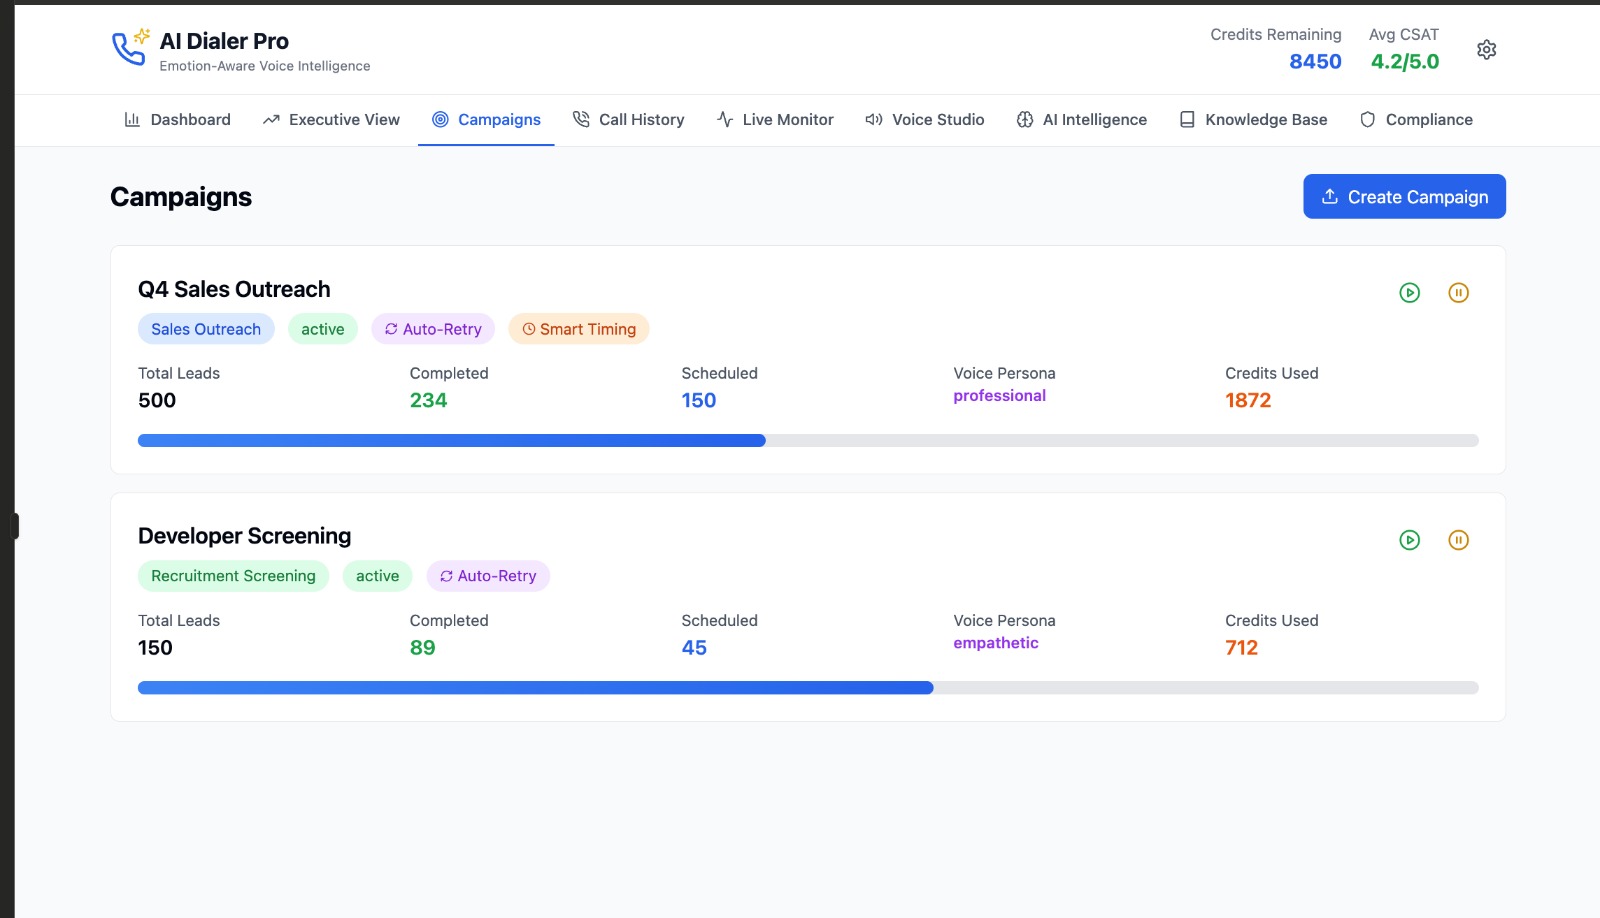 AI Dialer Pro
Emotion-Aware Voice Intelligence
Credits Remaining
8450
Avg CSAT
4.2/5.0
Dashboard
Executive View
Campaigns
Call History
Live Monitor
Voice Studio
AI Intelligence
Knowledge Base
Compliance
Campaigns
Create Campaign
Q4 Sales Outreach
Sales Outreach
active
Auto-Retry
Smart Timing
Total Leads
500
Completed
234
Scheduled
150
Voice Persona
professional
Credits Used
1872
Developer Screening
Recruitment Screening
active
Auto-Retry
Total Leads
150
Completed
89
Scheduled
45
Voice Persona
empathetic
Credits Used
712